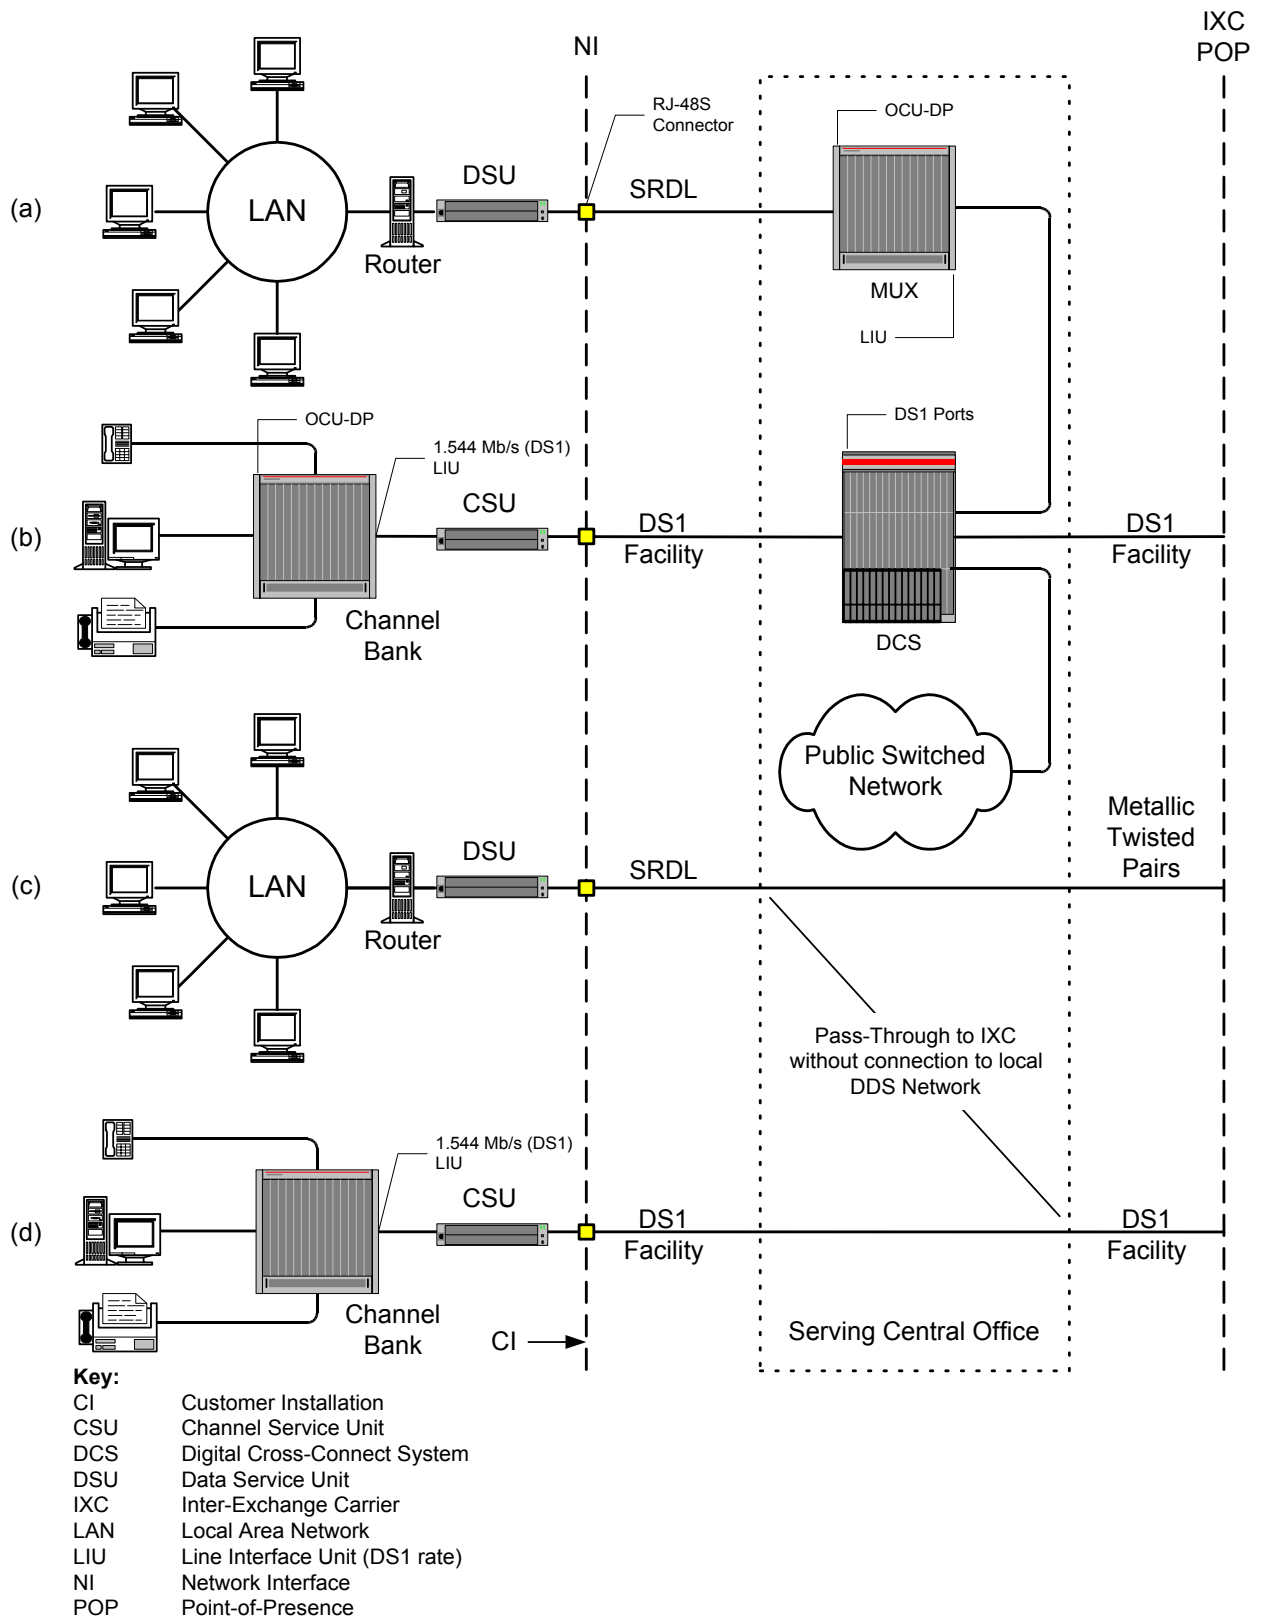 IXC
POP
NI
RJ-48S
Connector
OCU-DP
DSU
SRDL
(a)
LAN
Router
MUX
LIU
OCU-DP
DS1 Ports
1.544 Mb/s (DS1)
LIU
CSU
(b)
DS1
Facility
DS1
Facility
Channel
Bank
DCS
Public Switched
Network
Metallic
Twisted
Pairs
DSU
SRDL
(c)
LAN
Router
Pass-Through to IXC
without connection to local
DDS Network
1.544 Mb/s (DS1)
LIU
CSU
(d)
DS1
Facility
DS1
Facility
Channel
Bank
CI
Serving Central Office
Key:
CI Customer Installation
CSU Channel Service Unit
DCS Digital Cross-Connect System
DSU Data Service Unit
IXC Inter-Exchange Carrier
LAN Local Area Network
LIU Line Interface Unit (DS1 rate)
NI Network Interface
POP Point-of-Presence